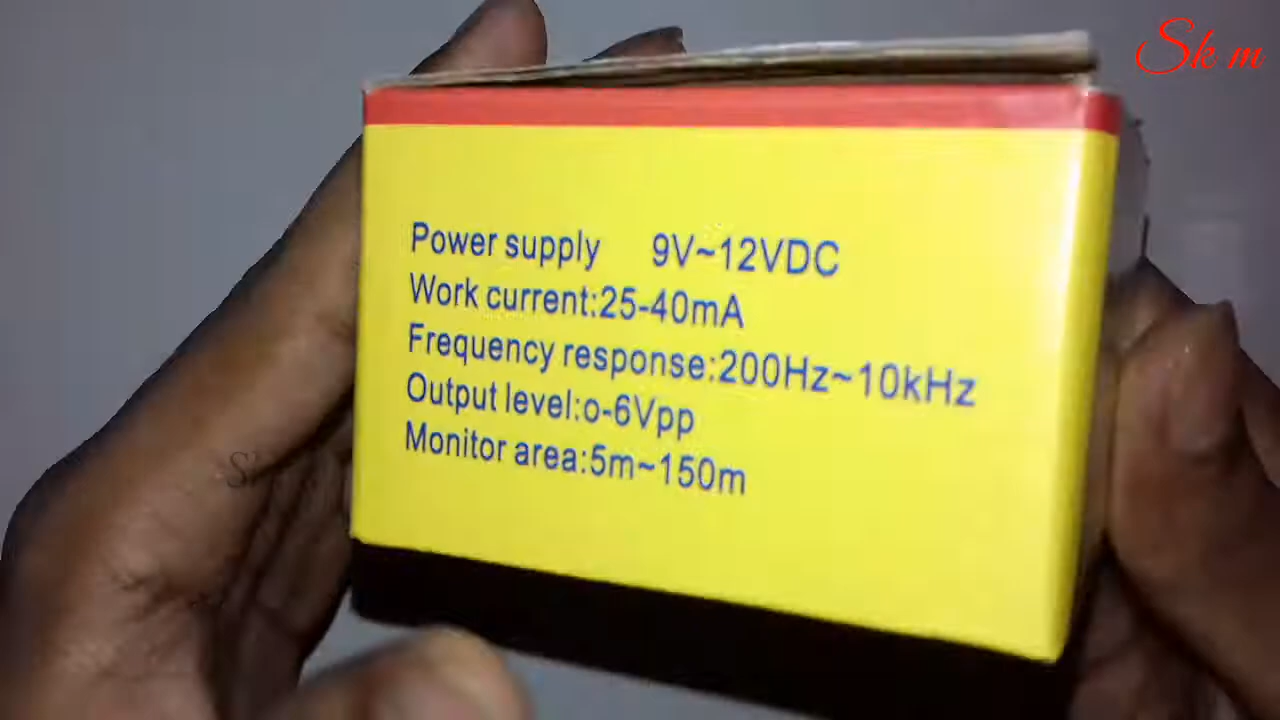 Sk m
Power supply 9V~12VDC
Work current:25-40mA
Frequency response:200Hz~10kHz
Output level:o-6Vpp
Monitor area:5m~150m